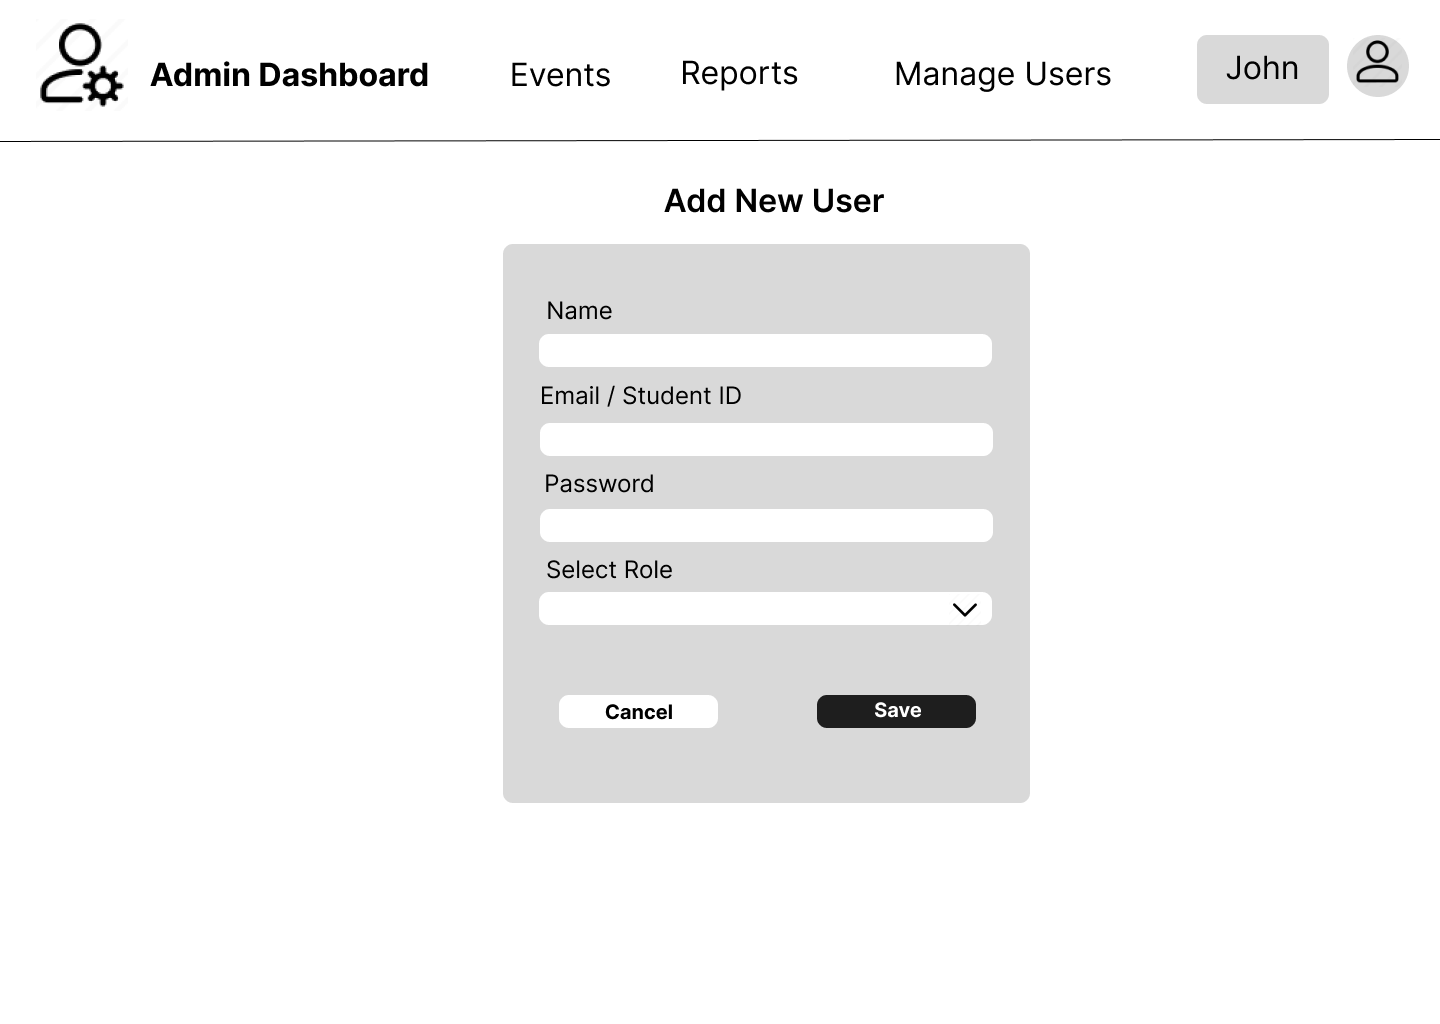 Admin Dashboard Events Reports Manage Users John
Add New User
Name
Email / Student ID
Password
Select Role
Cancel Save